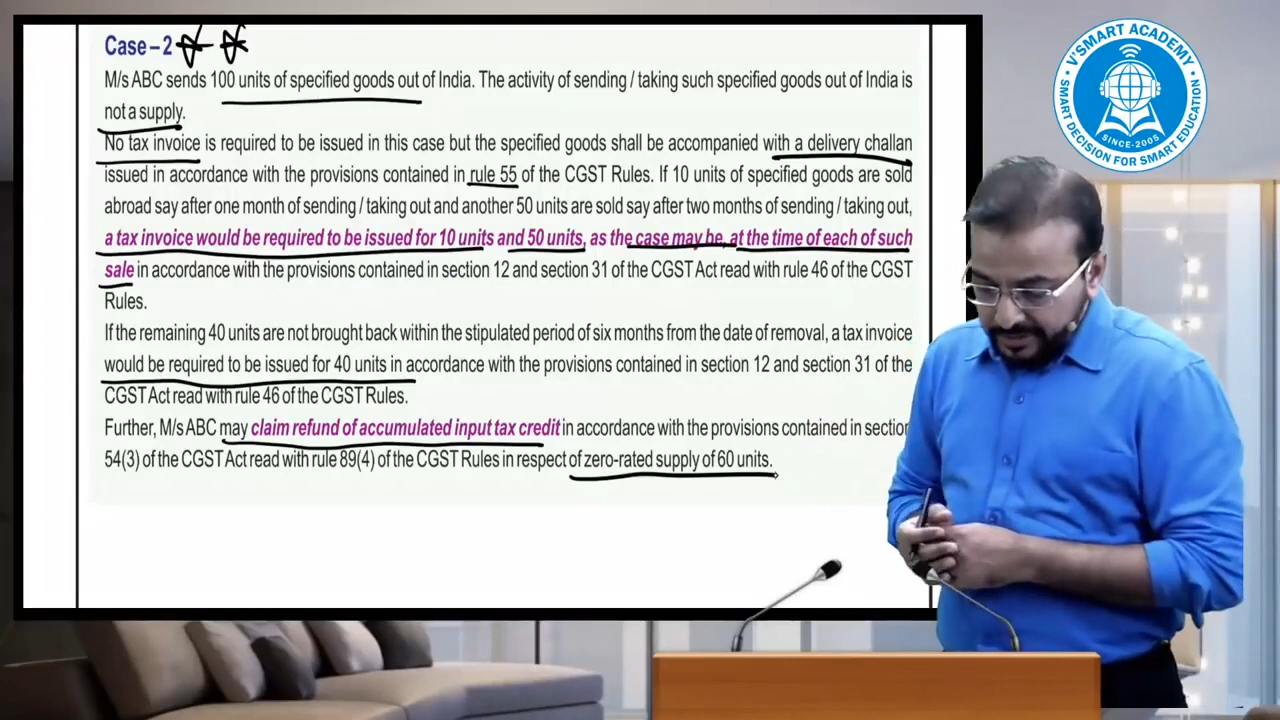 Case – 2
M/s ABC sends 100 units of specified goods out of India. The activity of sending / taking such specified goods out of India is
not a supply.
No tax invoice is required to be issued in this case but the specified goods shall be accompanied with a delivery challan
issued in accordance with the provisions contained in rule 55 of the CGST Rules. If 10 units of specified goods are sold
abroad say after one month of sending / taking out and another 50 units are sold say after two months of sending / taking out,
a tax invoice would be required to be issued for 10 units and 50 units, as the case may be, at the time of each of such
sale in accordance with the provisions contained in section 12 and section 31 of the CGST Act read with rule 46 of the CGST
Rules.
If the remaining 40 units are not brought back within the stipulated period of six months from the date of removal, a tax invoice
would be required to be issued for 40 units in accordance with the provisions contained in section 12 and section 31 of the
CGST Act read with rule 46 of the CGST Rules.
Further, M/s ABC may claim refund of accumulated input tax credit in accordance with the provisions contained in section
54(3) of the CGST Act read with rule 89(4) of the CGST Rules in respect of zero-rated supply of 60 units.
V'SMART ACADEMY
SINCE-2005
SMART DECISION FOR SMART EDUCATION